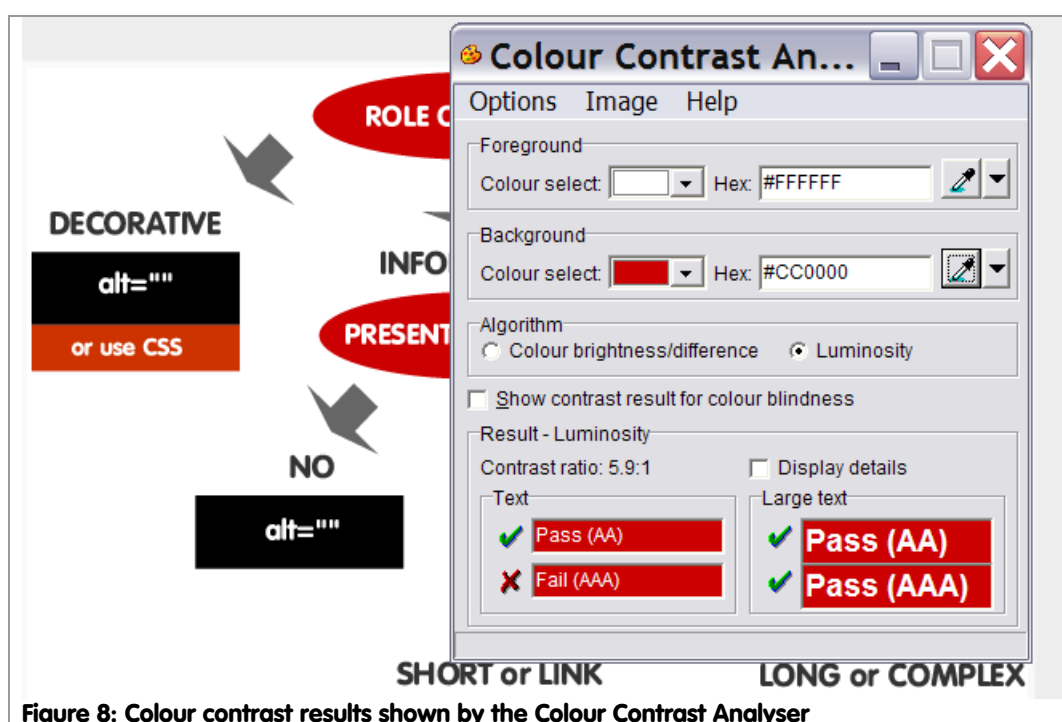 Colour Contrast An...
Options Image Help
ROLE
Foreground
Colour select: Hex: #FFFFFF
DECORATIVE
alt=""
or use CSS
INFO
Background
Colour select: Hex: #CC0000
PRESENT
Algorithm
Colour brightness/difference Luminosity
Show contrast result for colour blindness
Result - Luminosity
Contrast ratio: 5.9:1 Display details
NO
alt=""
Text
Pass (AA)
Fail (AAA)
Large text
Pass (AA)
Pass (AAA)
SHORT or LINK
LONG or COMPLEX
Figure 8: Colour contrast results shown by the Colour Contrast Analyser